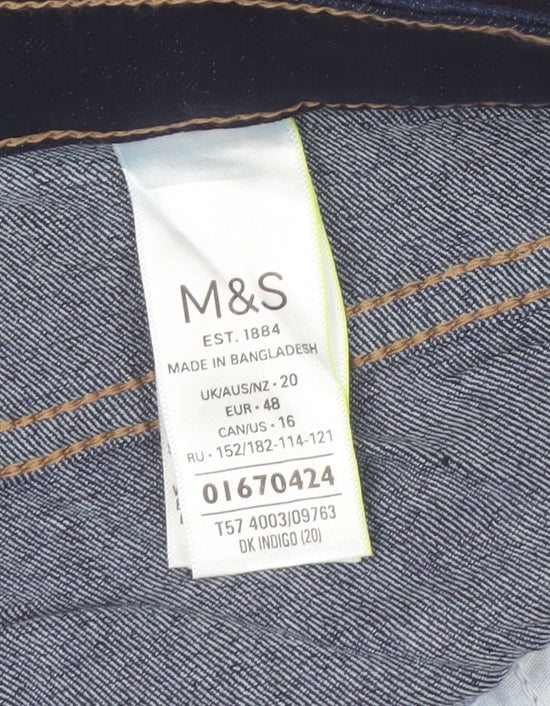 M&S
EST. 1884
MADE IN BANGLADESH
UK/AUS/NZ • 20
EUR • 48
CAN/US • 16
RU • 152/182-114-121
01670424
T57 4003/09763
DK INDIGO (20)